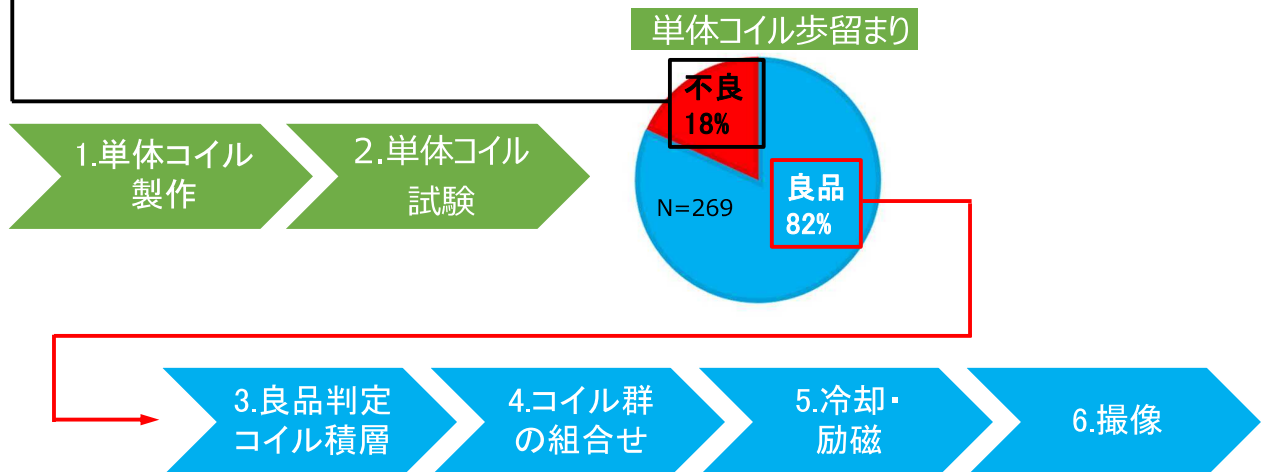 単体コイル歩留まり
不良
18%
1.単体コイル
製作
2.単体コイル
試験
N=269
良品
82%
3.良品判定
コイル積層
4.コイル群
の組合せ
5.冷却・
励磁
6.撮像